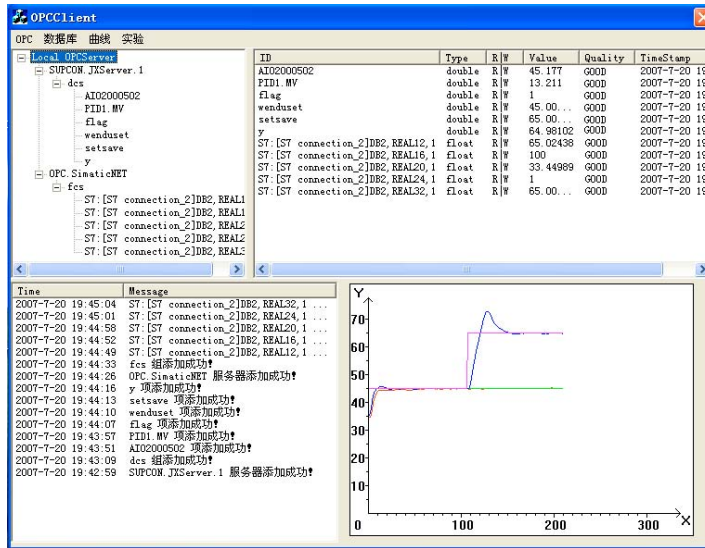 OPCClient
OPC 数据库 曲线 实验
Local OPCServer
SUPCON.JXServer.1
dcs
AI02000502
PID1.MV
flag
wenduset
setsave
y
OPC.SimaticNET
fcs
S7:[S7 connection_2]DB2,REAL1
S7:[S7 connection_2]DB2,REAL1
S7:[S7 connection_2]DB2,REAL2
S7:[S7 connection_2]DB2,REAL2
S7:[S7 connection_2]DB2,REAL3
ID Type R|W Value Quality TimeStamp
AI02000502 double R|W 45.177 GOOD 2007-7-20 19
PID1.MV double R|W 13.211 GOOD 2007-7-20 19
flag double R|W 1 GOOD 2007-7-20 19
wenduset double R|W 45.00... GOOD 2007-7-20 19
setsave double R|W 65.00... GOOD 2007-7-20 19
y double R|W 64.98102 GOOD 2007-7-20 19
S7:[S7 connection_2]DB2,REAL12,1 float R|W 65.02438 GOOD 2007-7-20 19
S7:[S7 connection_2]DB2,REAL16,1 float R|W 100 GOOD 2007-7-20 19
S7:[S7 connection_2]DB2,REAL20,1 float R|W 33.44989 GOOD 2007-7-20 19
S7:[S7 connection_2]DB2,REAL24,1 float R|W 1 GOOD 2007-7-20 19
S7:[S7 connection_2]DB2,REAL32,1 float R|W 65.00... GOOD 2007-7-20 19
Time Message
2007-7-20 19:45:04 S7:[S7 connection_2]DB2,REAL32,1 ...
2007-7-20 19:45:01 S7:[S7 connection_2]DB2,REAL24,1 ...
2007-7-20 19:44:58 S7:[S7 connection_2]DB2,REAL20,1 ...
2007-7-20 19:44:52 S7:[S7 connection_2]DB2,REAL16,1 ...
2007-7-20 19:44:49 S7:[S7 connection_2]DB2,REAL12,1 ...
2007-7-20 19:44:33 fcs 组添加成功!
2007-7-20 19:44:26 OPC.SimaticNET 服务器添加成功!
2007-7-20 19:44:16 y 项添加成功!
2007-7-20 19:44:13 setsave 项添加成功!
2007-7-20 19:44:10 wenduset 项添加成功!
2007-7-20 19:44:07 flag 项添加成功!
2007-7-20 19:43:57 PID1.MV 项添加成功!
2007-7-20 19:43:51 AI02000502 项添加成功!
2007-7-20 19:43:09 dcs 组添加成功!
2007-7-20 19:42:59 SUPCON.JXServer.1 服务器添加成功!
Y
70
60
50
40
30
20
10
0 100 200 300 X